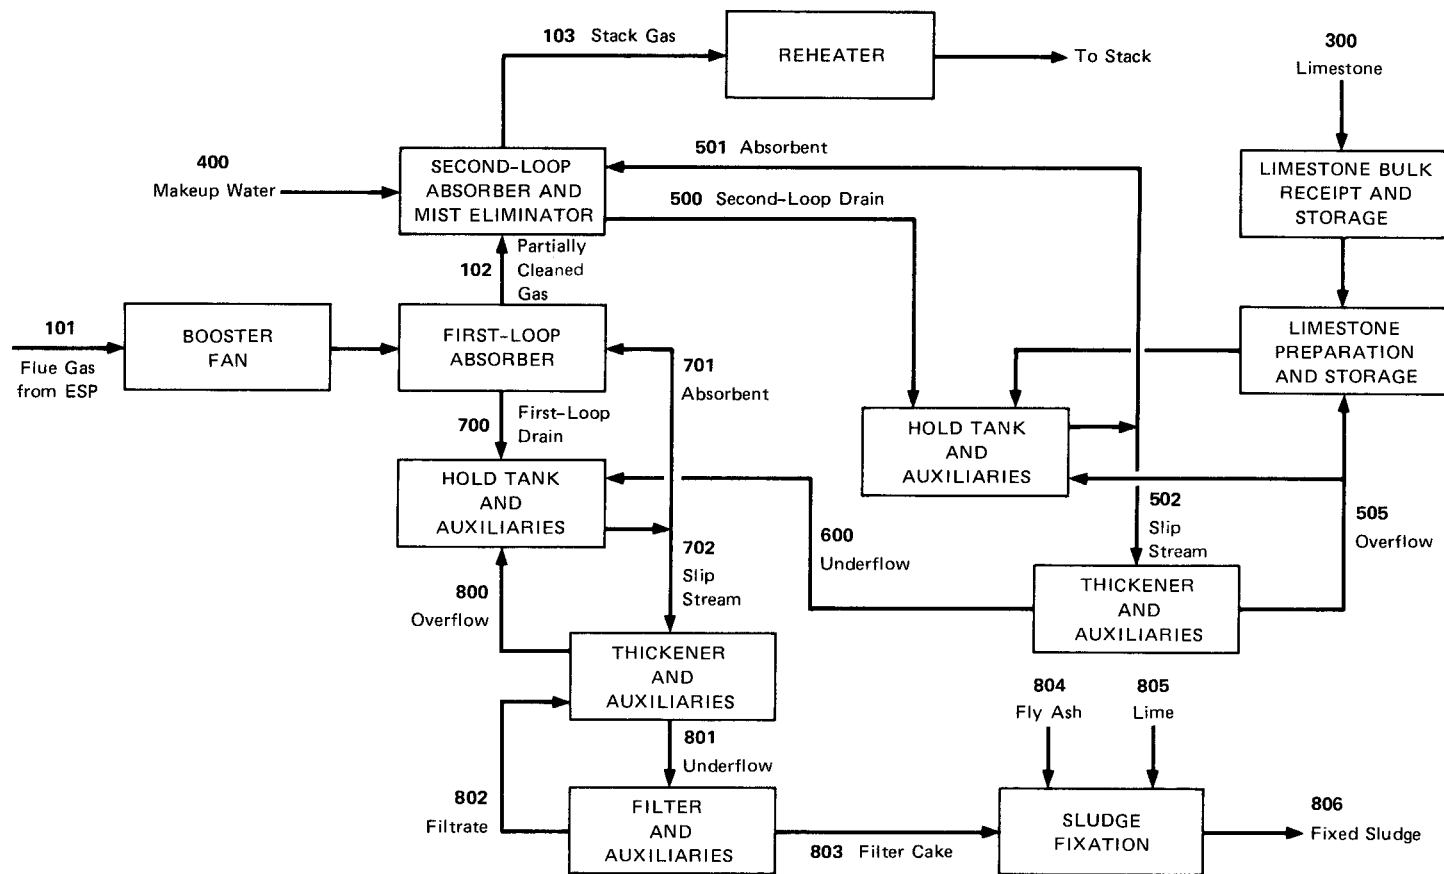 103 Stack Gas
REHEATER
To Stack
300
Limestone
400
Makeup Water
SECOND-LOOP
ABSORBER AND
MIST ELIMINATOR
501 Absorbent
500 Second-Loop Drain
LIMESTONE BULK
RECEIPT AND
STORAGE
102
Partially
Cleaned
Gas
101
Flue Gas
from ESP
BOOSTER
FAN
FIRST-LOOP
ABSORBER
701
Absorbent
LIMESTONE
PREPARATION
AND STORAGE
700
First-Loop
Drain
HOLD TANK
AND
AUXILIARIES
HOLD TANK
AND
AUXILIARIES
702
Slip
Stream
600
Underflow
502
Slip
Stream
505
Overflow
800
Overflow
THICKENER
AND
AUXILIARIES
THICKENER
AND
AUXILIARIES
804
Fly Ash
805
Lime
801
Underflow
802
Filtrate
FILTER
AND
AUXILIARIES
803 Filter Cake
SLUDGE
FIXATION
806
Fixed Sludge